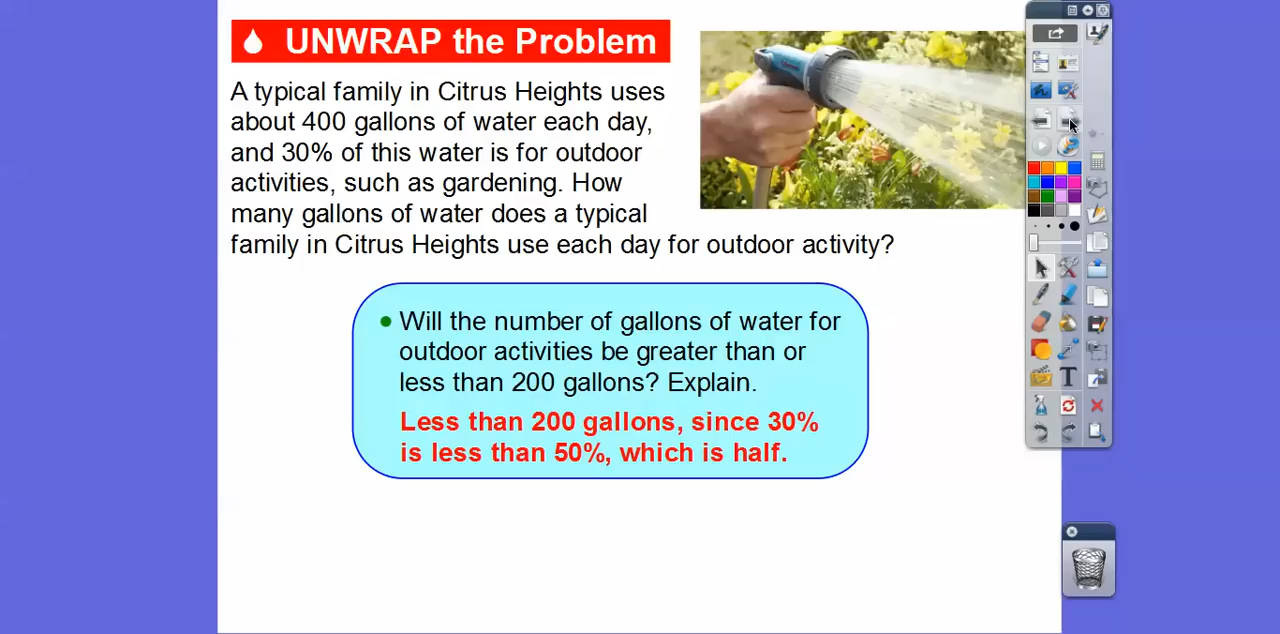 UNWRAP the Problem
A typical family in Citrus Heights uses
about 400 gallons of water each day,
and 30% of this water is for outdoor
activities, such as gardening. How
many gallons of water does a typical
family in Citrus Heights use each day for outdoor activity?
• Will the number of gallons of water for
outdoor activities be greater than or
less than 200 gallons? Explain.
Less than 200 gallons, since 30%
is less than 50%, which is half.